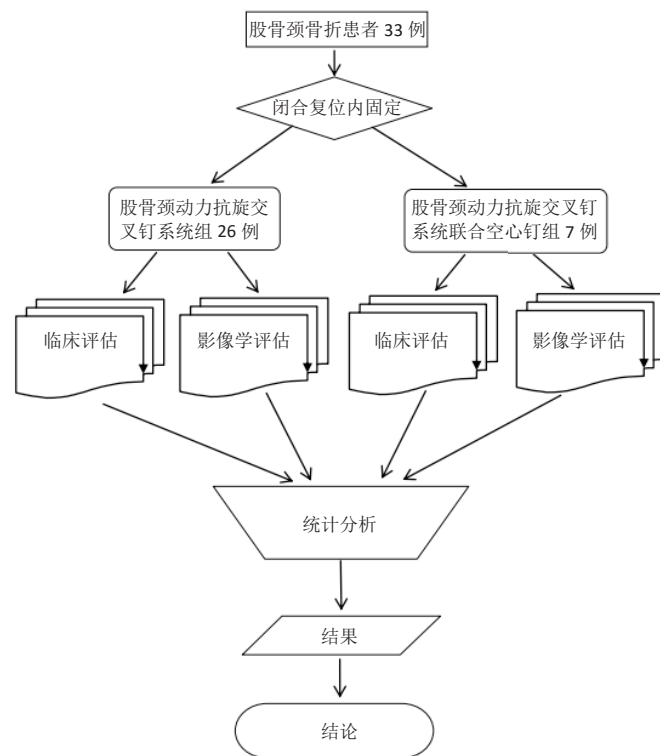 股骨颈骨折患者 33 例
闭合复位内固定
股骨颈动力抗旋交
叉钉系统组 26 例
股骨颈动力抗旋交叉钉
系统联合空心钉组 7 例
临床评估
影像学评估
临床评估
影像学评估
统计分析
结果
结论